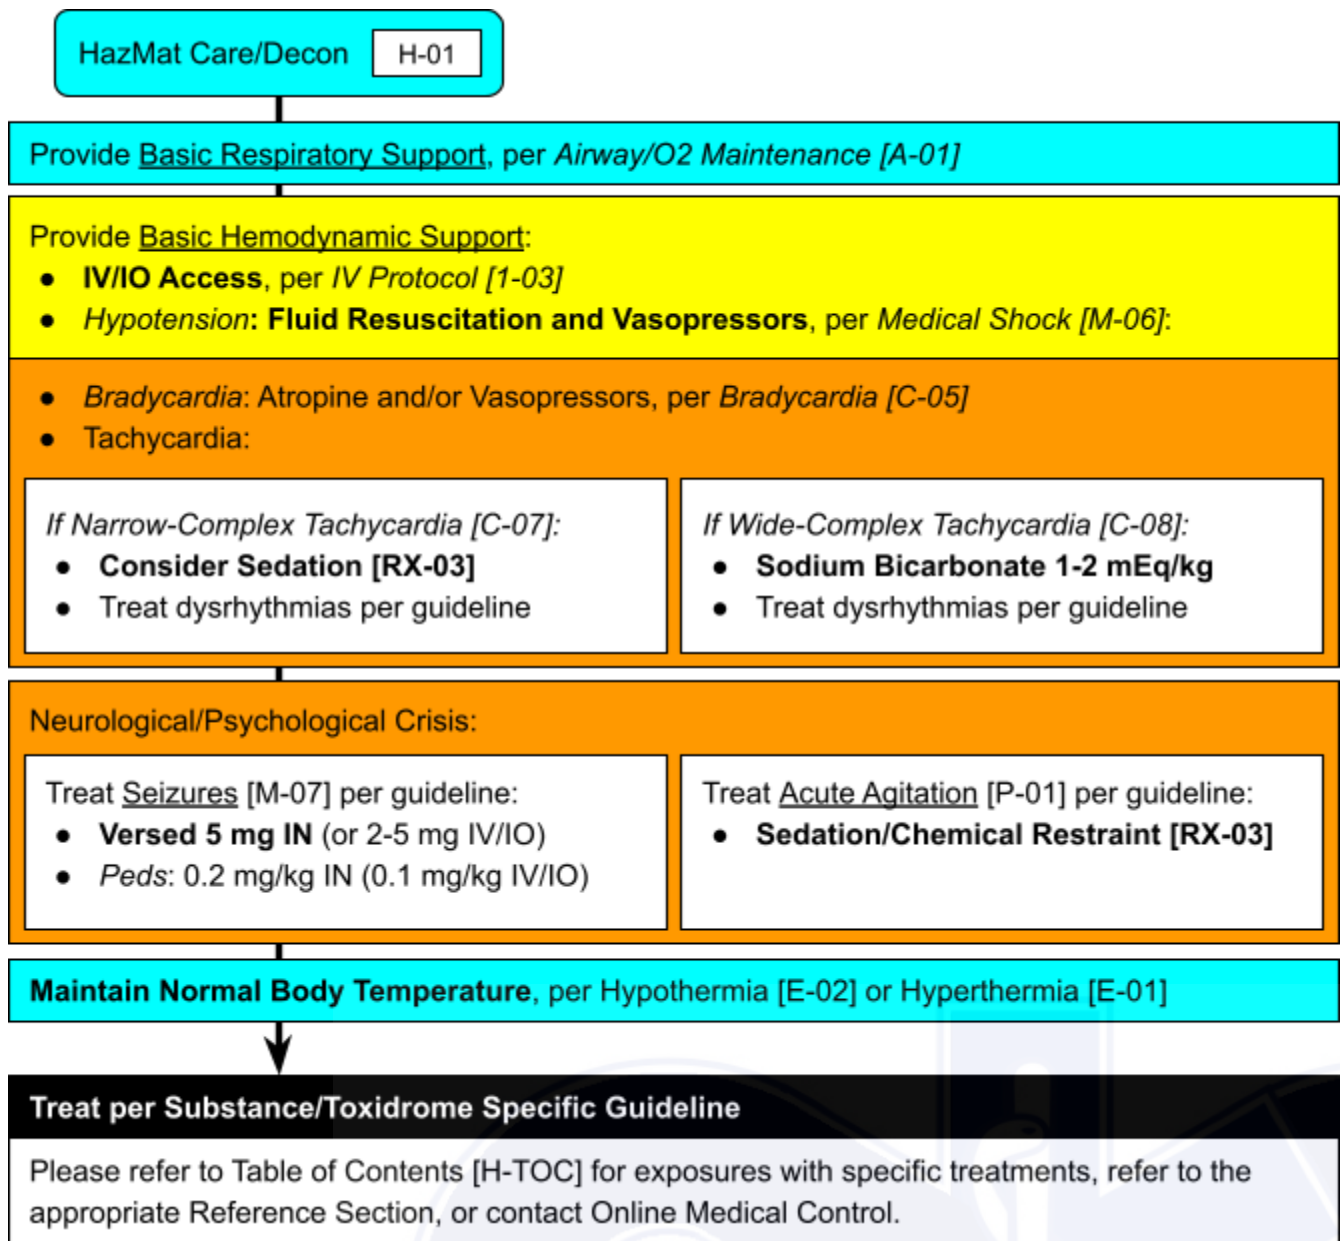 HazMat Care/Decon H-01
Provide Basic Respiratory Support, per Airway/O2 Maintenance [A-01]
Provide Basic Hemodynamic Support:
● IV/IO Access, per IV Protocol [1-03]
● Hypotension: Fluid Resuscitation and Vasopressors, per Medical Shock [M-06]:
● Bradycardia: Atropine and/or Vasopressors, per Bradycardia [C-05]
● Tachycardia:
If Narrow-Complex Tachycardia [C-07]:
● Consider Sedation [RX-03]
● Treat dysrhythmias per guideline
If Wide-Complex Tachycardia [C-08]:
● Sodium Bicarbonate 1-2 mEq/kg
● Treat dysrhythmias per guideline
Neurological/Psychological Crisis:
Treat Seizures [M-07] per guideline:
● Versed 5 mg IN (or 2-5 mg IV/IO)
● Peds: 0.2 mg/kg IN (0.1 mg/kg IV/IO)
Treat Acute Agitation [P-01] per guideline:
● Sedation/Chemical Restraint [RX-03]
Maintain Normal Body Temperature, per Hypothermia [E-02] or Hyperthermia [E-01]
Treat per Substance/Toxidrome Specific Guideline
Please refer to Table of Contents [H-TOC] for exposures with specific treatments, refer to the
appropriate Reference Section, or contact Online Medical Control.